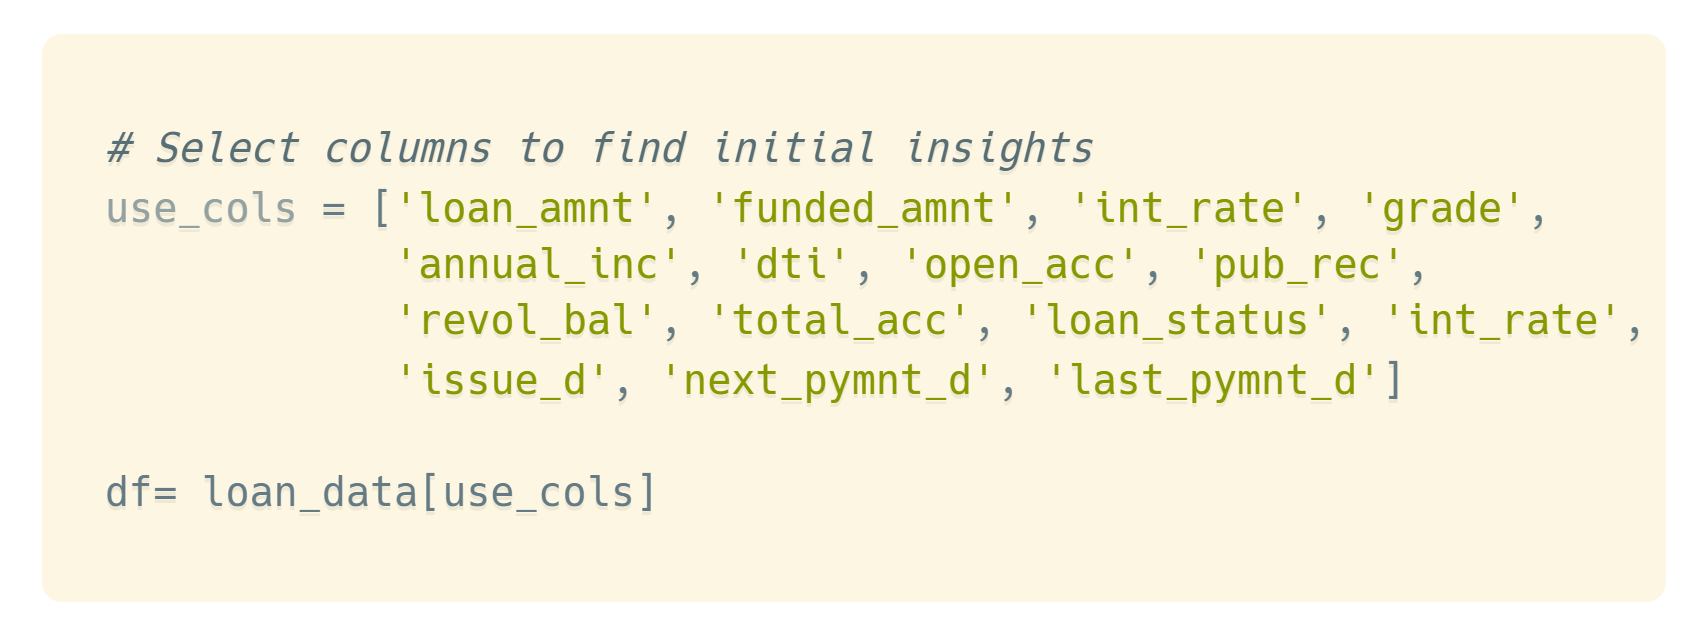 # Select columns to find initial insights
use_cols = ['loan_amnt', 'funded_amnt', 'int_rate', 'grade',
            'annual_inc', 'dti', 'open_acc', 'pub_rec',
            'revol_bal', 'total_acc', 'loan_status', 'int_rate',
            'issue_d', 'next_pymnt_d', 'last_pymnt_d']
df= loan_data[use_cols]